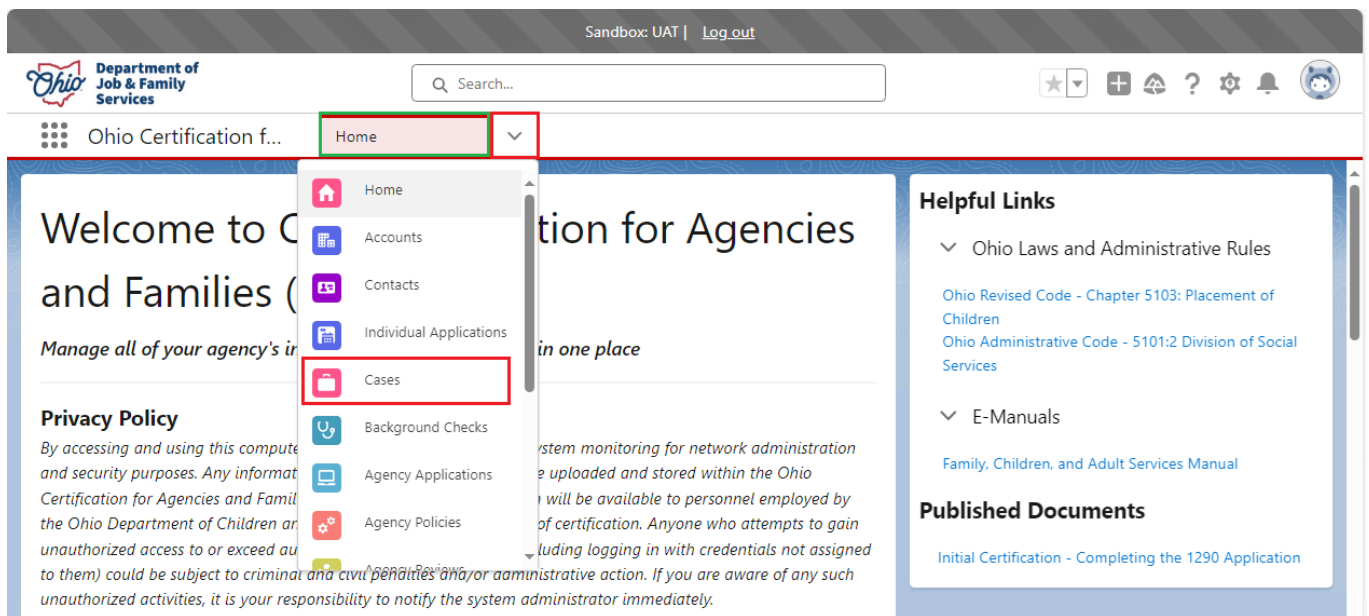 Sandbox: UAT | Log out
Ohio Department of
Job & Family
Services
Search...
Ohio Certification f...
Home
Home
Accounts
Contacts
Individual Applications
Cases
Background Checks
Agency Applications
Agency Policies
Agency Reviews
Welcome to C tion for Agencies
and Families (
Manage all of your agency's in in one place
Privacy Policy
By accessing and using this compute stem monitoring for network administration
and security purposes. Any informat e uploaded and stored within the Ohio
Certification for Agencies and Famil will be available to personnel employed by
the Ohio Department of Children an of certification. Anyone who attempts to gain
unauthorized access to or exceed au luding logging in with credentials not assigned
to them) could be subject to criminal and civil penalties and/or administrative action. If you are aware of any such
unauthorized activities, it is your responsibility to notify the system administrator immediately.
Helpful Links
Ohio Laws and Administrative Rules
Ohio Revised Code - Chapter 5103: Placement of
Children
Ohio Administrative Code - 5101:2 Division of Social
Services
E-Manuals
Family, Children, and Adult Services Manual
Published Documents
Initial Certification - Completing the 1290 Application